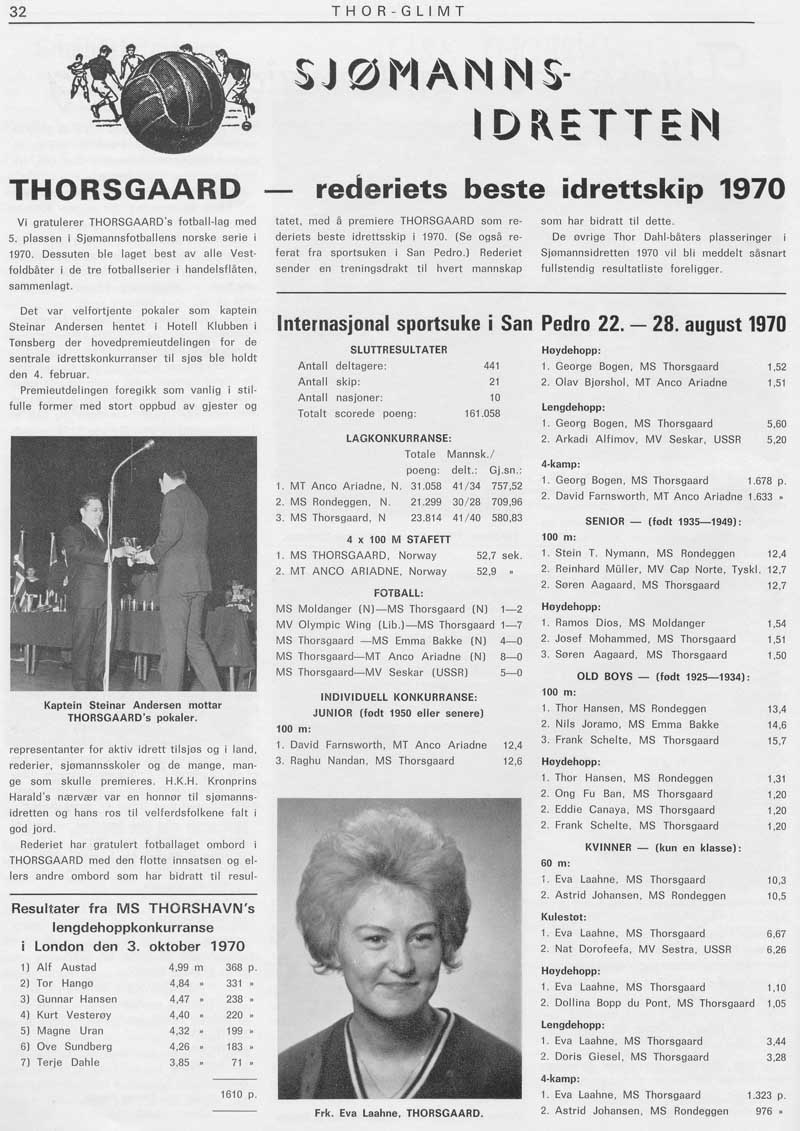 32
THOR-GLIMT
SJØMANNS-
IDRETTEN
THORSGAARD — rederiets beste idrettskip 1970
Vi gratulerer THORSGAARD's fotball-lag med
5. plassen i Sjømannsfotballens norske serie i
1970. Dessuten ble laget best av alle Vest-
foldbåter i de tre fotballserier i handelsflåten,
sammenlagt.
Det var velfortjente pokaler som kaptein
Steinar Andersen hentet i Hotell Klubben i
Tønsberg der hovedpremieutdelingen for de
sentrale idrettskonkurranser til sjøs ble holdt
den 4. februar.
Premieutdelingen foregikk som vanlig i stil-
fulle former med stort oppbud av gjester og
Kaptein Steinar Andersen mottar
THORSGAARD's pokaler.
representanter for aktiv idrett tilsjøs og i land,
rederier, sjømannsskoler og de mange, man-
ge som skulle premieres. H.K.H. Kronprins
Harald's nærvær var en honnør til sjømanns-
idretten og hans ros til velferdsfolkene falt i
god jord.
Rederiet har gratulert fotballaget ombord i
THORSGAARD med den flotte innsatsen og el-
lers andre ombord som har bidratt til resul-
tatet, med å premiere THORSGAARD som re-
deriets beste idrettsskip i 1970. (Se også re-
ferat fra sportsuken i San Pedro.) Rederiet
sender en treningsdrakt til hvert mannskap
som har bidratt til dette.
De øvrige Thor Dahl-båters plasseringer i
Sjømannsidretten 1970 vil bli meddelt såsnart
fullstendig resultatliste foreligger.
Resultater fra MS THORSHAVN's
lengdehoppkonkurranse
i London den 3. oktober 1970
1) Alf Austad 4,99 m 368 p.
2) Tor Hangø 4,84 » 331 »
3) Gunnar Hansen 4,47 » 238 »
4) Kurt Vesterøy 4,40 » 220 »
5) Magne Uran 4,32 » 199 »
6) Ove Sundberg 4,26 » 183 »
7) Terje Dahle 3,85 » 71 »
1610 p.
Internasjonal sportsuke i San Pedro 22. — 28. august 1970
SLUTTRESULTATER
Antall deltagere: 441
Antall skip: 21
Antall nasjoner: 10
Totalt scorede poeng: 161.058
LAGKONKURRANSE:
Totale Mannsk./
poeng: delt.: Gj.sn.:
1. MT Anco Ariadne, N. 31.058 41/34 757,52
2. MS Rondeggen, N. 21.299 30/28 709,96
3. MS Thorsgaard, N 23.814 41/40 580,83
4 x 100 M STAFETT
1. MS THORSGAARD, Norway 52,7 sek.
2. MT ANCO ARIADNE, Norway 52,9 »
FOTBALL:
MS Moldanger (N)—MS Thorsgaard (N) 1—2
MV Olympic Wing (Lib.)—MS Thorsgaard 1—7
MS Thorsgaard —MS Emma Bakke (N) 4—0
MS Thorsgaard—MT Anco Ariadne (N) 8—0
MS Thorsgaard—MV Seskar (USSR) 5—0
INDIVIDUELL KONKURRANSE:
JUNIOR (født 1950 eller senere)
100 m:
1. David Farnsworth, MT Anco Ariadne 12,4
3. Raghu Nandan, MS Thorsgaard 12,6
Frk. Eva Laahne, THORSGAARD.
Høydehopp:
1. George Bogen, MS Thorsgaard 1,52
2. Olav Bjørshol, MT Anco Ariadne 1,51
Lengdehopp:
1. Georg Bogen, MS Thorsgaard 5,60
2. Arkadi Alfimov, MV Seskar, USSR 5,20
4-kamp:
1. Georg Bogen, MS Thorsgaard 1.678 p.
2. David Farnsworth, MT Anco Ariadne 1.633 »
SENIOR — (født 1935—1949):
100 m:
1. Stein T. Nymann, MS Rondeggen 12,4
2. Reinhard Müller, MV Cap Norte, Tyskl. 12,7
2. Søren Aagaard, MS Thorsgaard 12,7
Høydehopp:
1. Ramos Dios, MS Moldanger 1,54
2. Josef Mohammed, MS Thorsgaard 1,51
3. Søren Aagaard, MS Thorsgaard 1,50
OLD BOYS — (født 1925—1934):
100 m:
1. Thor Hansen, MS Rondeggen 13,4
2. Nils Joramo, MS Emma Bakke 14,6
3. Frank Schelte, MS Thorsgaard 15,7
Høydehopp:
1. Thor Hansen, MS Rondeggen 1,31
2. Ong Fu Ban, MS Thorsgaard 1,20
2. Eddie Canaya, MS Thorsgaard 1,20
2. Frank Schelte, MS Thorsgaard 1,20
KVINNER — (kun en klasse):
60 m:
1. Eva Laahne, MS Thorsgaard 10,3
2. Astrid Johansen, MS Rondeggen 10,5
Kulestøt:
1. Eva Laahne, MS Thorsgaard 6,67
2. Nat Dorofeefa, MV Sestra, USSR 6,26
Høydehopp:
1. Eva Laahne, MS Thorsgaard 1,10
2. Dollina Bopp du Pont, MS Thorsgaard 1,05
Lengdehopp:
1. Eva Laahne, MS Thorsgaard 3,44
2. Doris Giesel, MS Thorsgaard 3,28
4-kamp:
1. Eva Laahne, MS Thorsgaard 1.323 p.
2. Astrid Johansen, MS Rondeggen 976 »